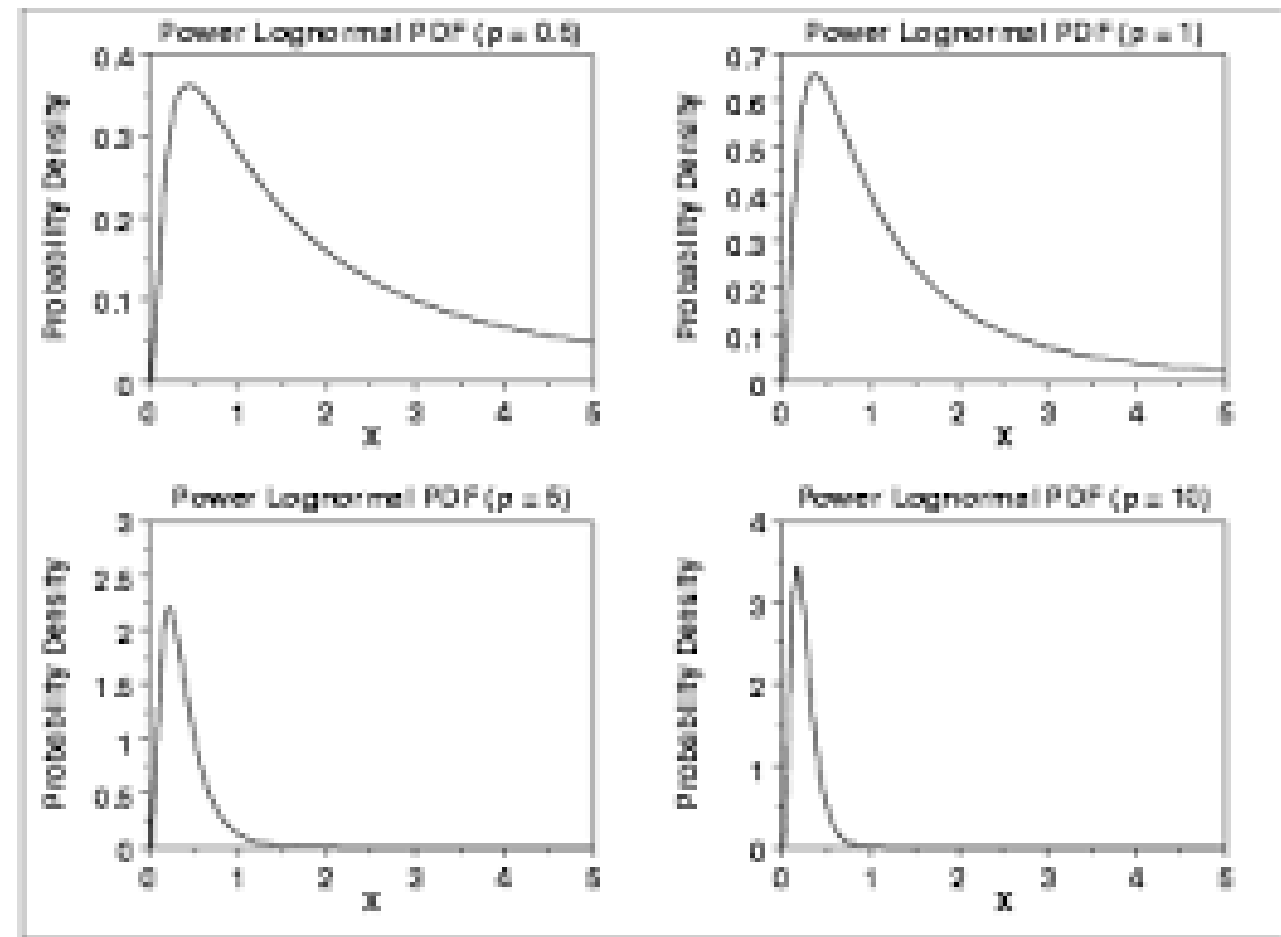 Power Lognormal PDF (p = 0.5)
0.4
0.3
0.2
0.1
0
Probability Density
0 1 2 3 4 5
X
Power Lognormal PDF (p = 1)
0.7
0.6
0.5
0.4
0.3
0.2
0.1
0
Probability Density
0 1 2 3 4 5
X
Power Lognormal PDF (p = 5)
3
2.5
2
1.5
1
0.5
0
Probability Density
0 1 2 3 4 5
X
Power Lognormal PDF (p = 10)
4
3
2
1
0
Probability Density
0 1 2 3 4 5
X